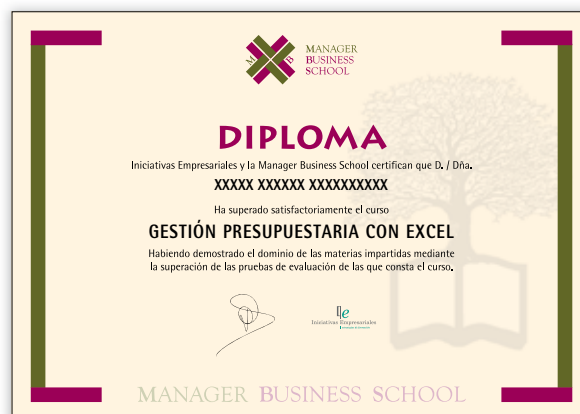 M B
MANAGER
BUSINESS
SCHOOL
DIPLOMA
Iniciativas Empresariales y la Manager Business School certifican que D. / Dña.
XXXXX XXXXXX XXXXXXXXXX
Ha superado satisfactoriamente el curso
GESTIÓN PRESUPUESTARIA CON EXCEL
Habiendo demostrado el dominio de las materias impartidas mediante
la superación de las pruebas de evaluación de las que consta el curso.
Iniciativas Empresariales
MANAGER BUSINESS SCHOOL